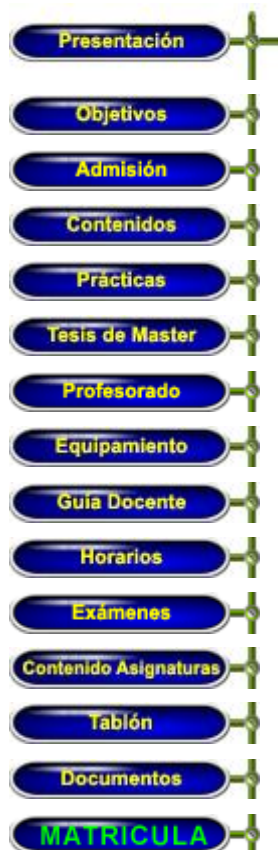 Presentación
Objetivos
Admisión
Contenidos
Prácticas
Tesis de Master
Profesorado
Equipamiento
Guía Docente
Horarios
Exámenes
Contenido Asignaturas
Tablón
Documentos
MATRICULA